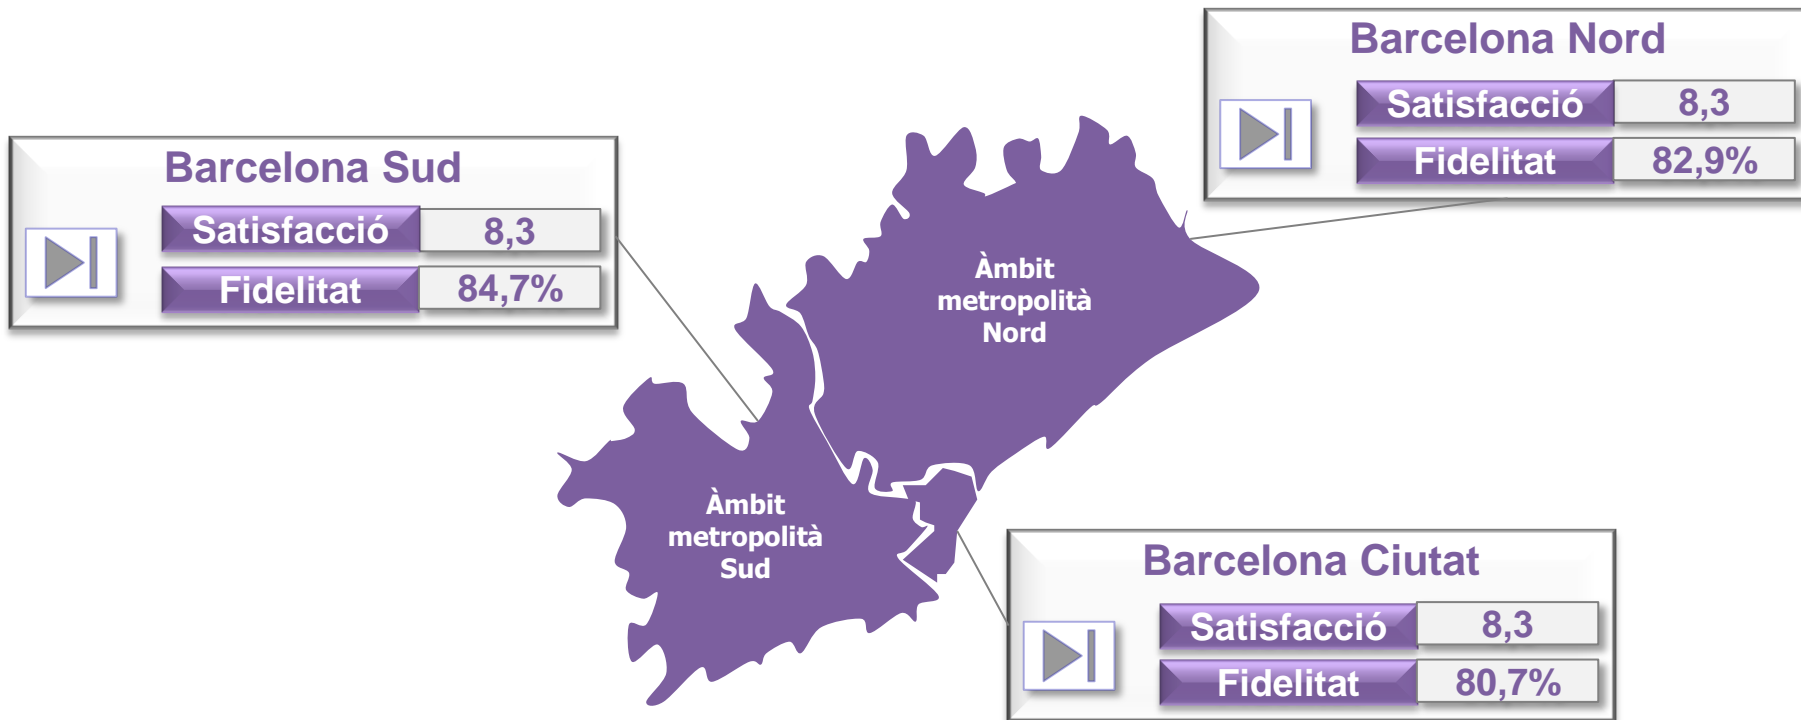 Barcelona Nord
Satisfacció 8,3
Fidelitat 82,9%
Barcelona Sud
Satisfacció 8,3
Fidelitat 84,7%
Àmbit
metropolità
Nord
Àmbit
metropolità
Sud
Barcelona Ciutat
Satisfacció 8,3
Fidelitat 80,7%